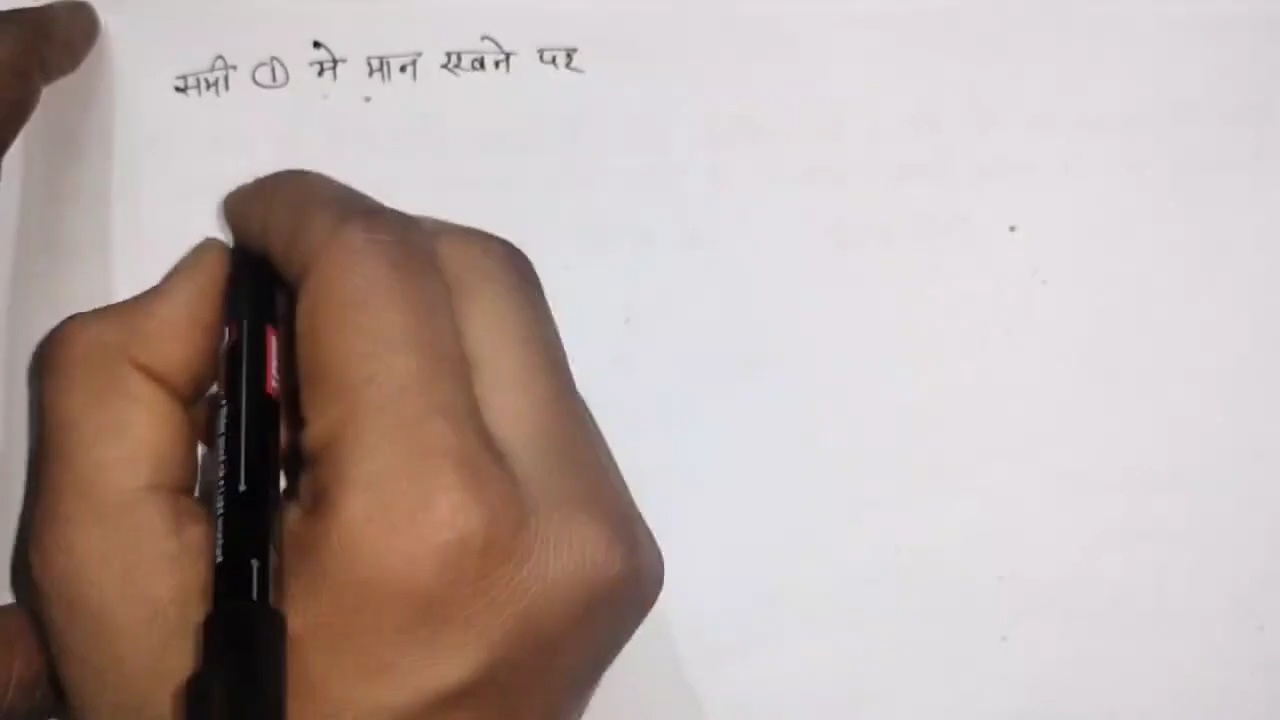 समी ① मे मान रखने पर